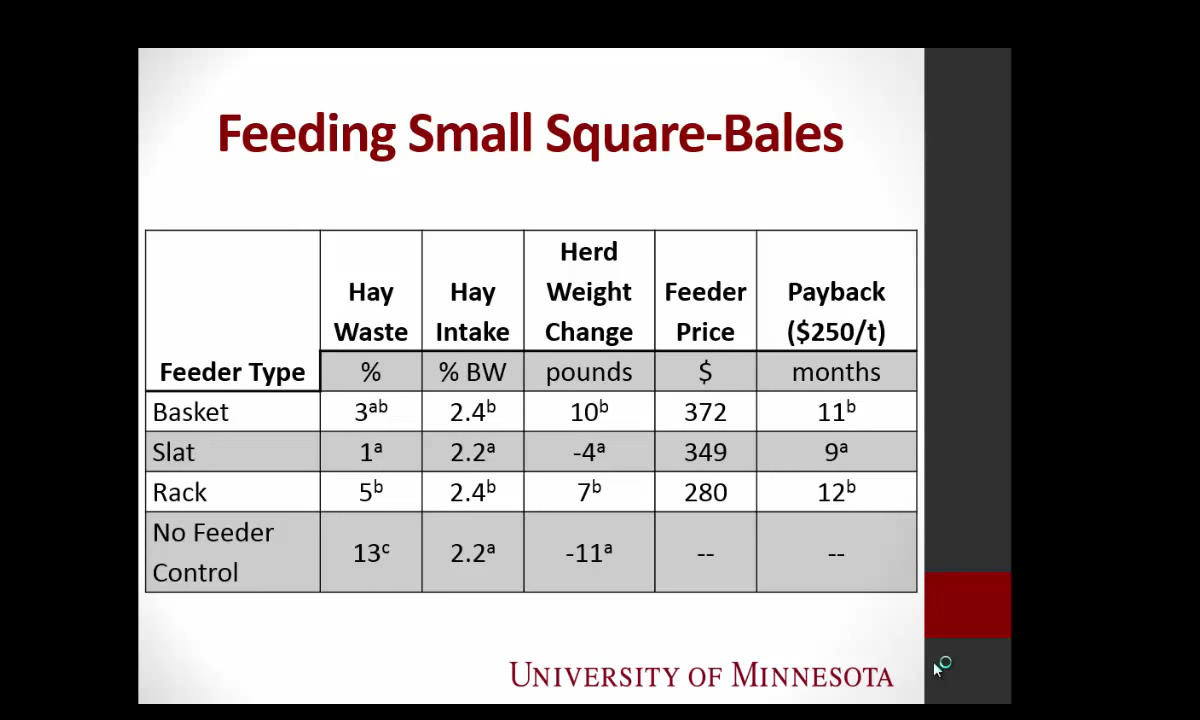 Feeding Small Square-Bales
Feeder Type Hay Waste Hay Intake Herd Weight Change Feeder Price Payback ($250/t)
% % BW pounds $ months
Basket 3ab 2.4b 10b 372 11b
Slat 1a 2.2a -4a 349 9a
Rack 5b 2.4b 7b 280 12b
No Feeder Control 13c 2.2a -11a -- --
UNIVERSITY OF MINNESOTA